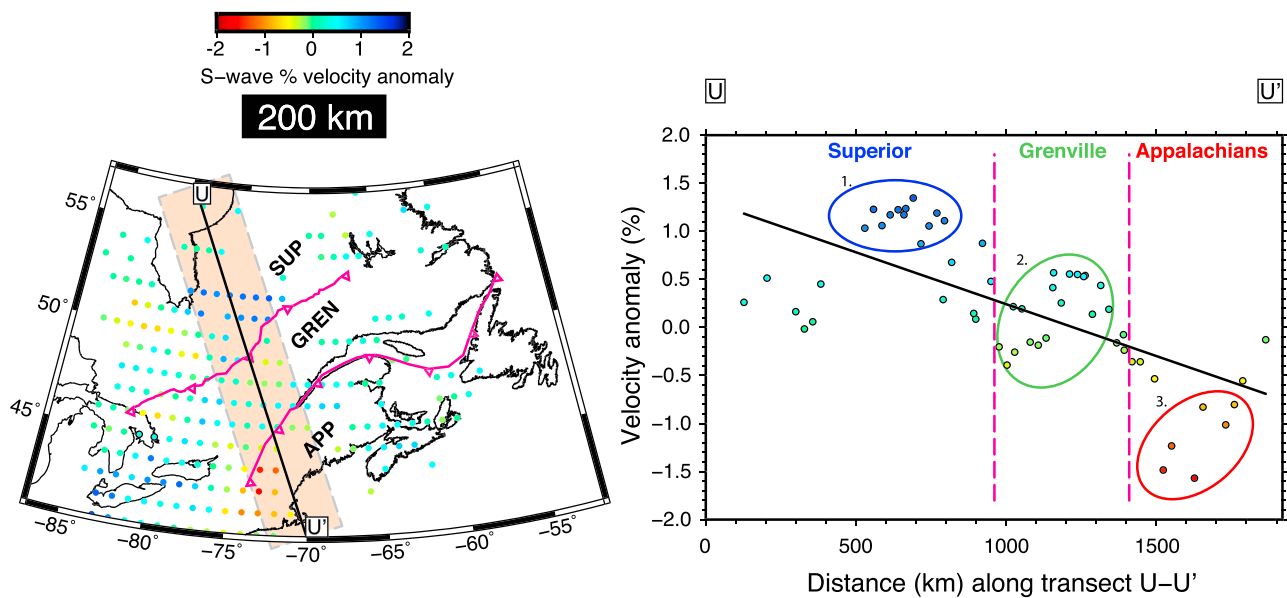 -2 -1 0 1 2
S-wave % velocity anomaly
200 km
U
55°
50°
45°
SUP
GREN
APP
U'
-85° -80° -75° -70° -65° -60° -55°
U U'
Superior Grenville Appalachians
1.
2.
3.
2.0
1.5
1.0
0.5
0.0
-0.5
-1.0
-1.5
-2.0
Velocity anomaly (%)
0 500 1000 1500
Distance (km) along transect U-U'